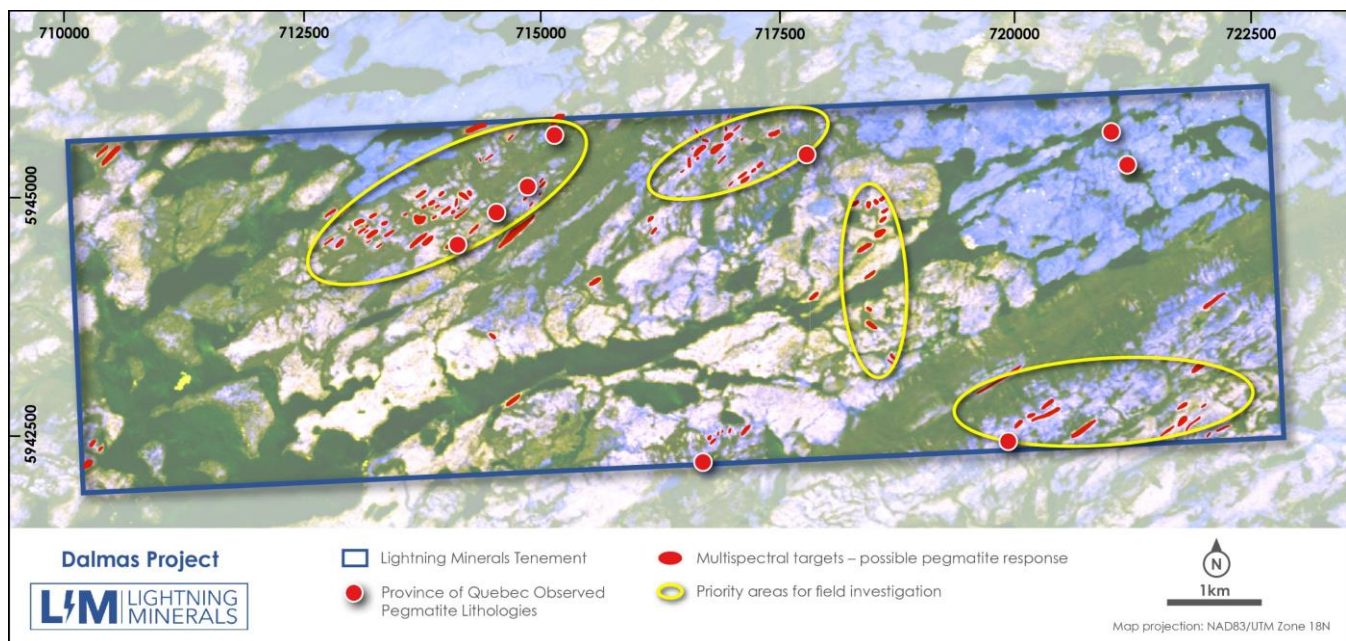 710000
712500
715000
717500
720000
722500
5945000
5942500
Dalmas Project
LIM LIGHTNING
MINERALS
Lightning Minerals Tenement
Province of Quebec Observed
Pegmatite Lithologies
Multispectral targets – possible pegmatite response
Priority areas for field investigation
N
1km
Map projection: NAD83/UTM Zone 18N